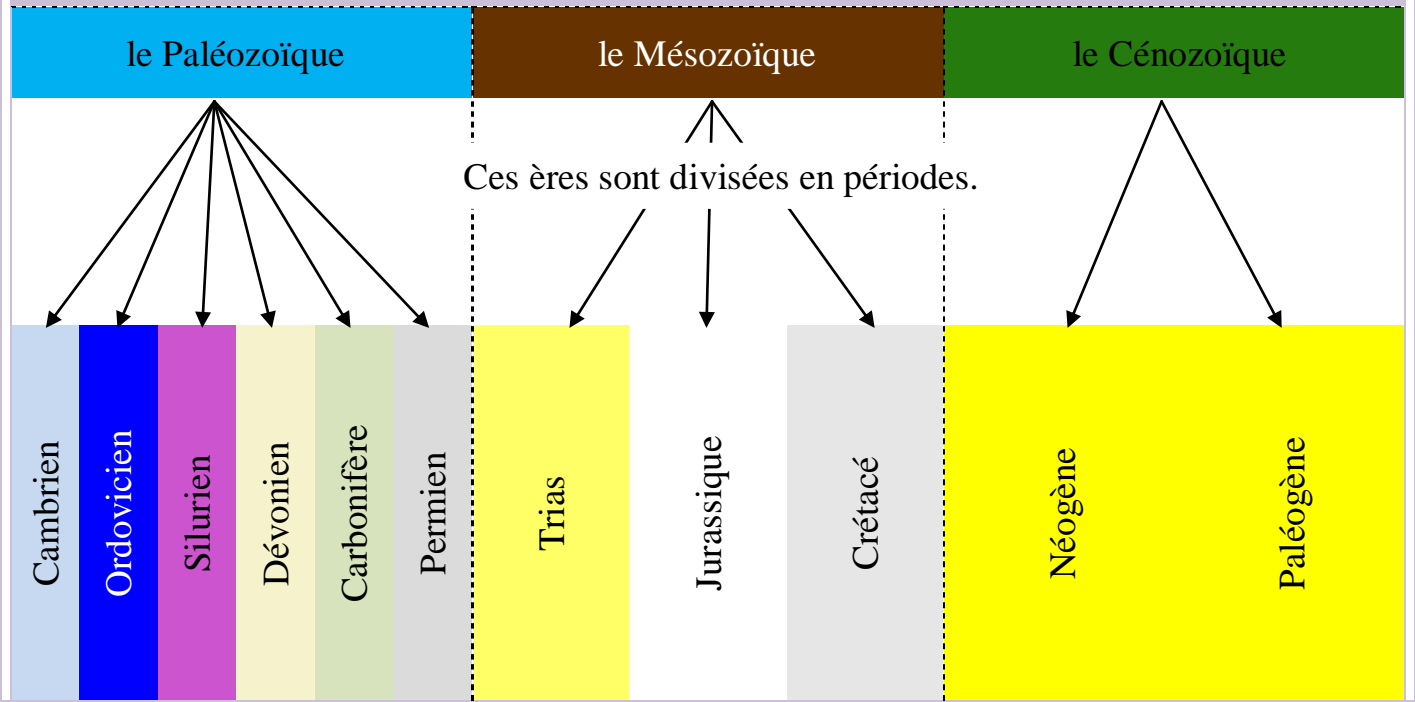 le Paléozoïque
le Mésozoïque
le Cénozoïque
Ces ères sont divisées en périodes.
Cambrien
Ordovicien
Silurien
Dévonien
Carbonifère
Permien
Trias
Jurassique
Crétacé
Néogène
Paléogène